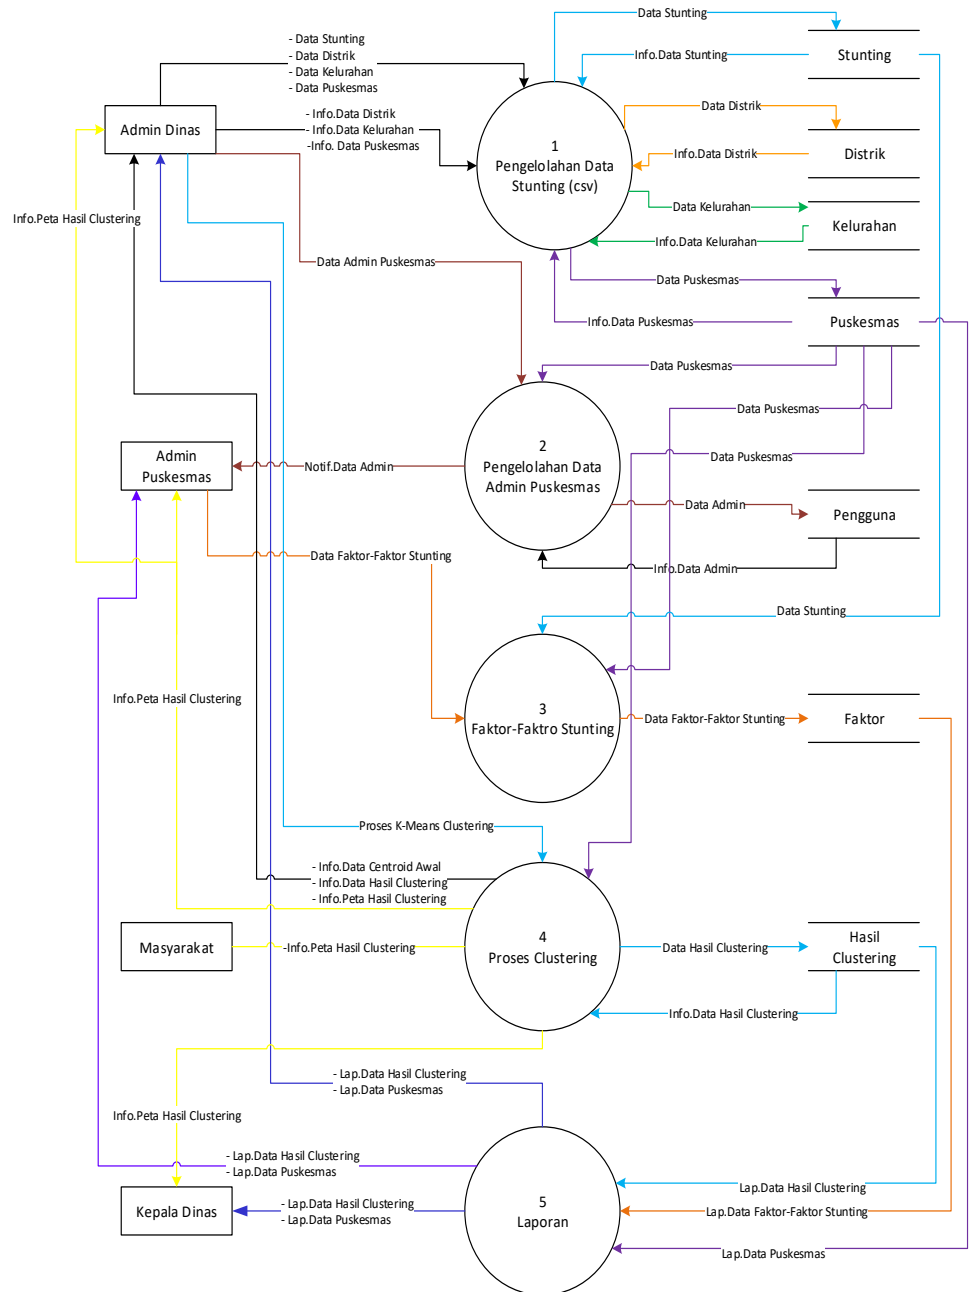 Data Stunting
- Data Stunting
- Data Distrik
- Data Kelurahan
- Data Puskesmas
Info.Data Stunting
Stunting
Admin Dinas
- Info.Data Distrik
- Info.Data Kelurahan
-Info. Data Puskesmas
1
Pengelolahan Data
Stunting (csv)
Data Distrik
Info.Data Distrik
Distrik
Data Kelurahan
Info.Data Kelurahan
Kelurahan
Info.Peta Hasil Clustering
Data Admin Puskesmas
Data Puskesmas
Info.Data Puskesmas
Puskesmas
Data Puskesmas
Data Puskesmas
Data Puskesmas
Admin
Puskesmas
Notif.Data Admin
2
Pengelolahan Data
Admin Puskesmas
Data Admin
Pengguna
Info.Data Admin
Data Faktor-Faktor Stunting
Data Stunting
Info.Peta Hasil Clustering
3
Faktor-Faktro Stunting
Data Faktor-Faktor Stunting
Faktor
Proses K-Means Clustering
- Info.Data Centroid Awal
- Info.Data Hasil Clustering
- Info.Peta Hasil Clustering
Masyarakat
-Info.Peta Hasil Clustering
4
Proses Clustering
Data Hasil Clustering
Hasil
Clustering
Info.Data Hasil Clustering
- Lap.Data Hasil Clustering
- Lap.Data Puskesmas
Info.Peta Hasil Clustering
- Lap.Data Hasil Clustering
- Lap.Data Puskesmas
Kepala Dinas
- Lap.Data Hasil Clustering
- Lap.Data Puskesmas
5
Laporan
Lap.Data Hasil Clustering
Lap.Data Faktor-Faktor Stunting
Lap.Data Puskesmas